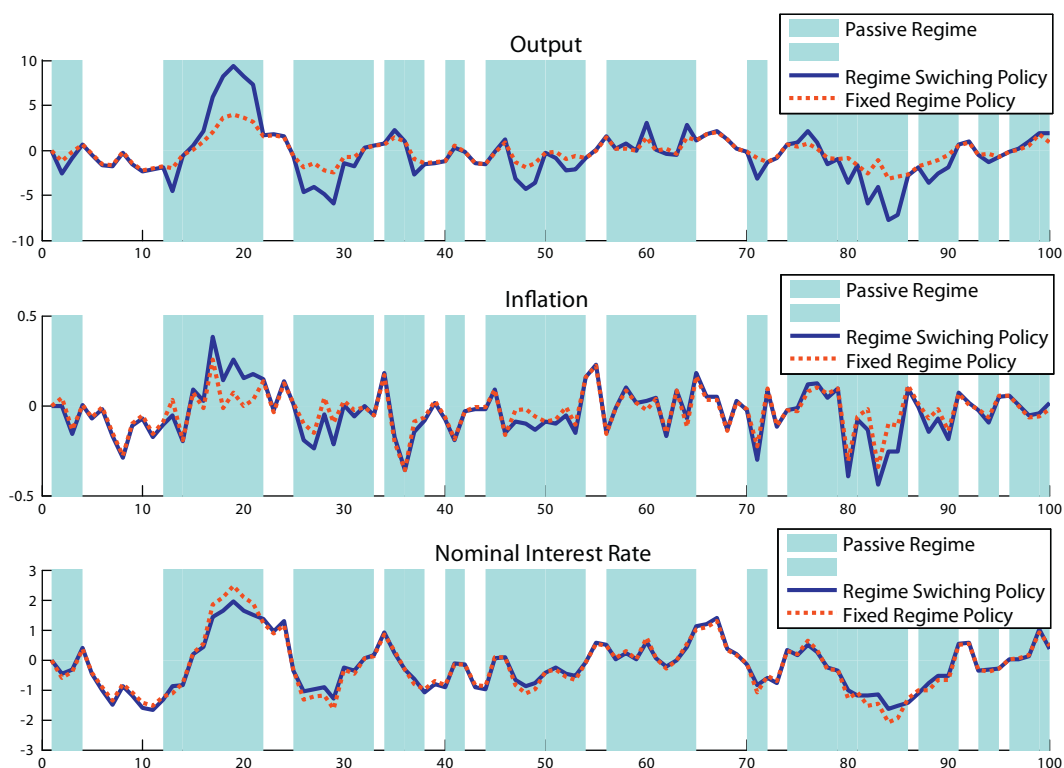 Output
Passive Regime
Regime Swiching Policy
Fixed Regime Policy
10
5
0
-5
-10
0 10 20 30 40 50 60 70 80 90 100
Inflation
Passive Regime
Regime Swiching Policy
Fixed Regime Policy
0.5
0
-0.5
0 10 20 30 40 50 60 70 80 90 100
Nominal Interest Rate
Passive Regime
Regime Swiching Policy
Fixed Regime Policy
3
2
1
0
-1
-2
-3
0 10 20 30 40 50 60 70 80 90 100